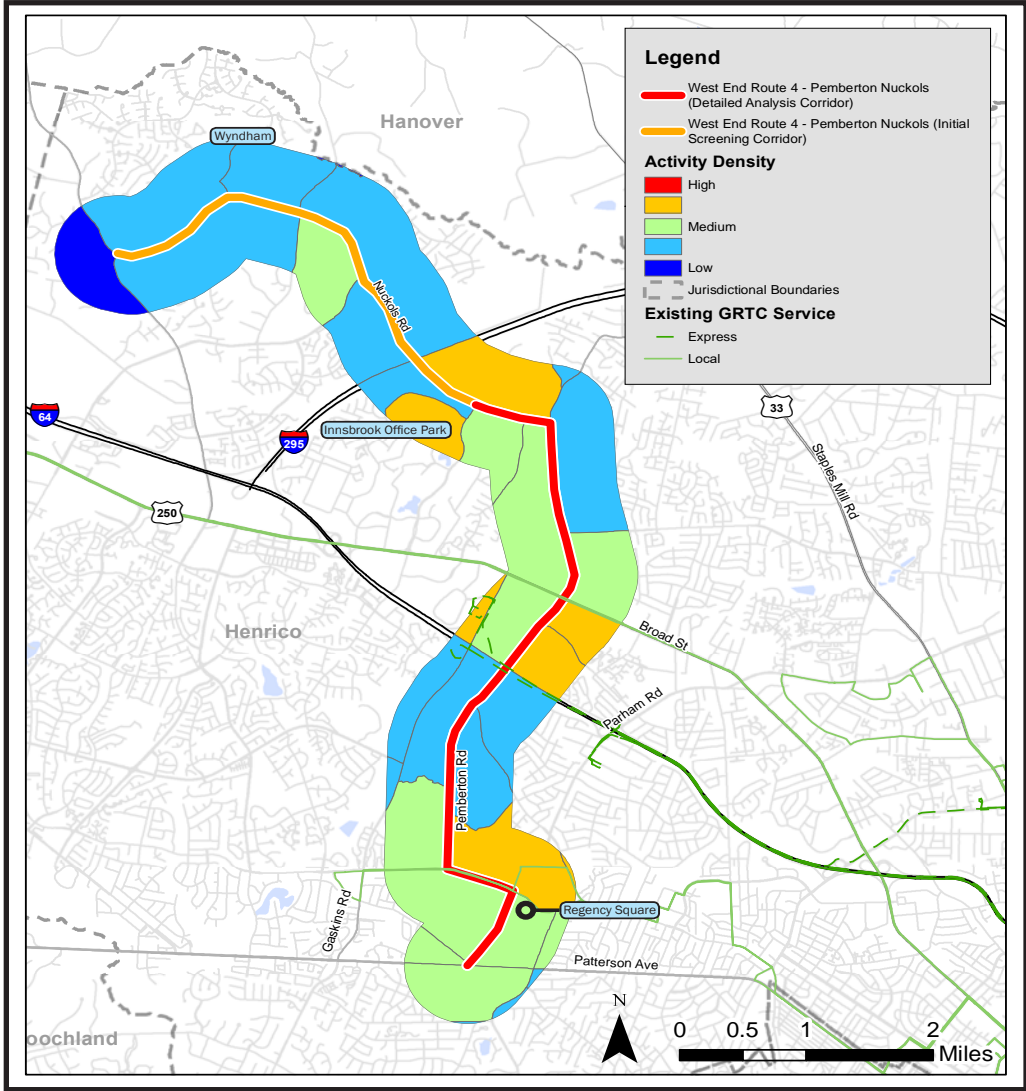 Legend
West End Route 4 - Pemberton Nuckols
(Detailed Analysis Corridor)
West End Route 4 - Pemberton Nuckols (Initial
Screening Corridor)
Activity Density
High
Medium
Low
Jurisdictional Boundaries
Existing GRTC Service
Express
Local
Hanover
Wyndham
Nuckols Rd
64
295
Innsbrook Office Park
33
Staples Mill Rd
250
Henrico
Broad St
Parham Rd
Pemberton Rd
Gaskins Rd
Regency Square
Patterson Ave
oochland
N
0 0.5 1 2
Miles